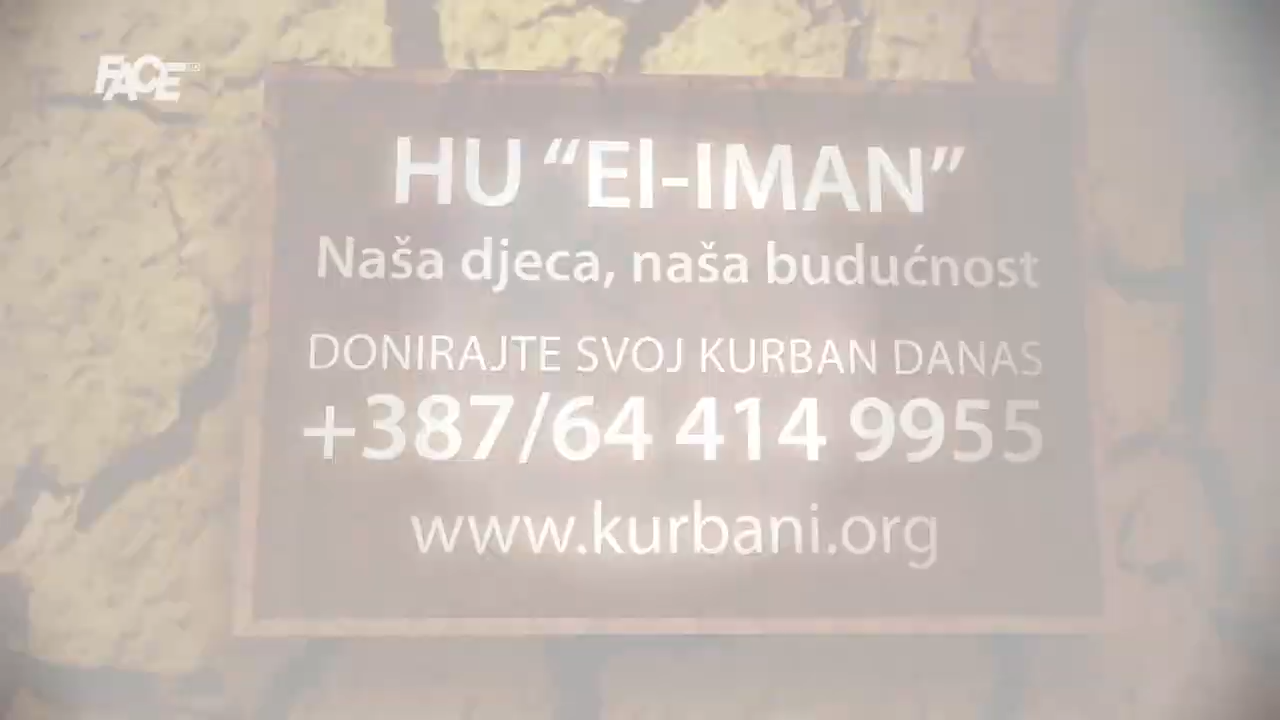 FACE
HU “El-IMAN”
Naša djeca, naša budućnost
DONIRAJTE SVOJ KURBAN DANAS
+387/64 414 9955
www.kurbani.org